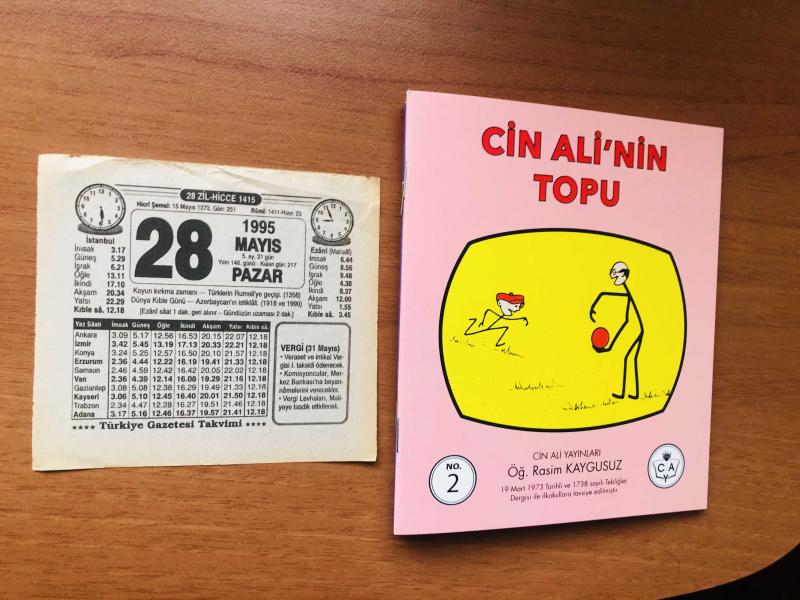 28 ZİL-HİCCE 1415
Hicrî Şemsî: 15 Mayıs 1373, Gün: 251
Rûmî: 1411-Hızır: 23
28
1995
MAYIS
5. ay, 31 gün
Yılın 148. günü - Kalan gün: 217
PAZAR
İstanbul
İmsak 3.17
Güneş 5.29
İşrak 6.21
Öğle 13.11
İkindi 17.10
Akşam 20.34
Yatsı 22.29
Kıble sâ. 12.18
Ezânî (Mahallî)
İmsak 6.44
Güneş 8.56
İşrak 9.48
Öğle 4.38
İkindi 8.37
Akşam 12.00
Yatsı 1.55
Kıble sâ. 3.45
Koyun kırkma zamanı — Türklerin Rumeli'ye geçişi. (1356)
Dünya Kıble Günü — Azerbaycan'ın istiklâli. (1918 ve 1990)
[Ezânî sâat 1 dak. geri alınır – Gündüzün uzaması 2 dak.]
Yaz Sâati İmsak Güneş Öğle İkindi Akşam Yatsı Kıble sâ.
Ankara 3.09 5.17 12.56 16.53 20.15 22.07 12.18
İzmir 3.42 5.45 13.19 17.13 20.33 22.21 12.18
Konya 3.24 5.25 12.57 16.50 20.10 21.57 12.18
Erzurum 2.36 4.44 12.22 16.19 19.41 21.33 12.18
Samsun 2.46 4.59 12.42 16.42 20.05 22.02 12.18
Van 2.36 4.39 12.14 16.08 19.29 21.16 12.18
Gaziantep 3.08 5.08 12.38 16.29 19.49 21.33 12.18
Kayseri 3.06 5.10 12.45 16.40 20.01 21.50 12.18
Trabzon 2.34 4.47 12.28 16.27 19.51 21.46 12.18
Adana 3.17 5.16 12.46 16.37 19.57 21.41 12.18
VERGİ (31 Mayıs)
• Veraset ve intikal Vergisi
I. taksidi ödenecek.
• Komisyoncular, Merkez
Bankası'na beyannâmelerini
verecekler.
• Vergi Levhaları, Maliyeye
tasdik ettirilecek.
**** Türkiye Gazetesi Takvimi ****
CİN ALİ'NİN
TOPU
CİN ALİ YAYINLARI
Öğ. Rasim KAYGUSUZ
19 Mart 1973 Tarihli ve 1738 sayılı Tebliğler
Dergisi ile ilkokullara tavsiye edilmiştir
NO.
2
C A
Y